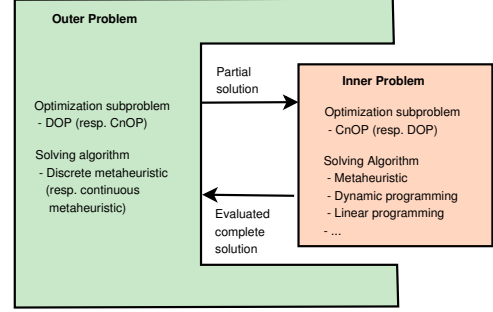 Outer Problem
Optimization subproblem
- DOP (resp. CnOP)
Solving algorithm
- Discrete metaheuristic
(resp. continuous
metaheuristic)
Partial
solution
Evaluated
complete
solution
Inner Problem
Optimization subproblem
- CnOP (resp. DOP)
Solving Algorithm
- Metaheuristic
- Dynamic programming
- Linear programming
- ...